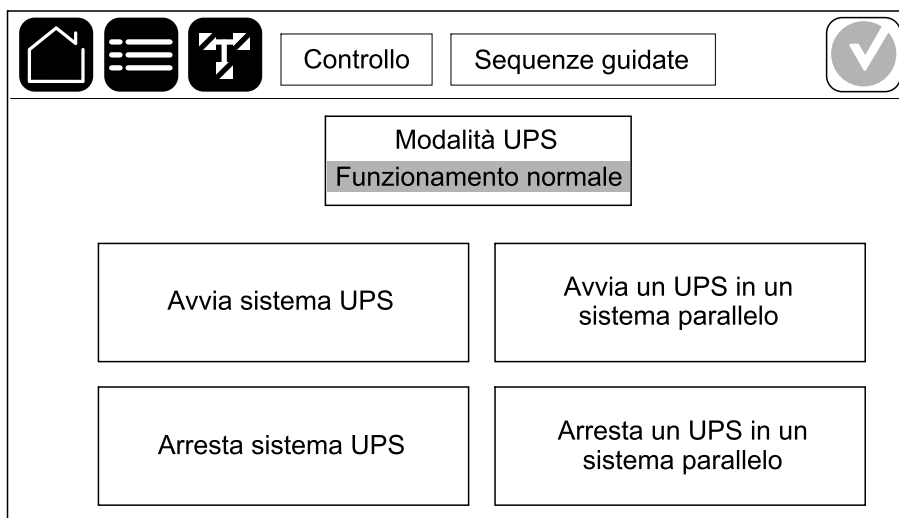 Controllo
Sequenze guidate
Modalità UPS
Funzionamento normale
Avvia sistema UPS
Avvia un UPS in un
sistema parallelo
Arresta sistema UPS
Arresta un UPS in un
sistema parallelo